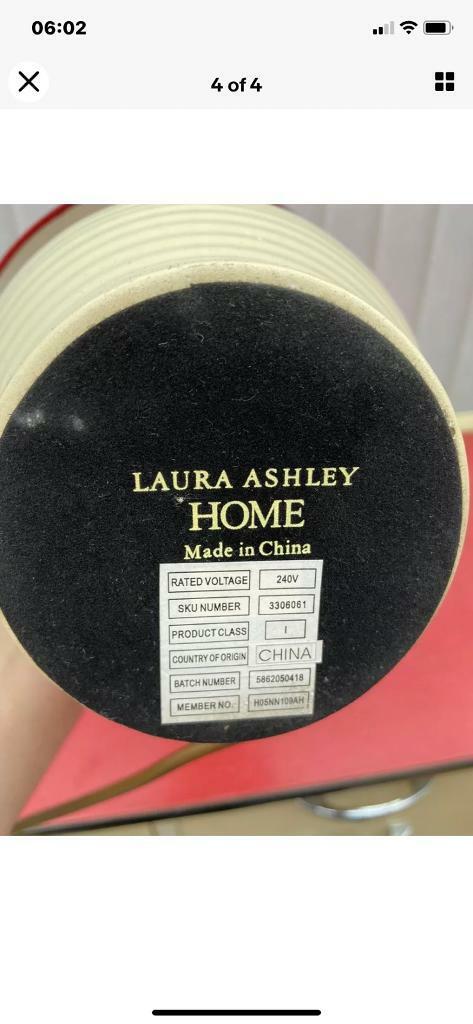 06:02
4 of 4
LAURA ASHLEY
HOME
Made in China
RATED VOLTAGE 240V
SKU NUMBER 3306061
PRODUCT CLASS I
COUNTRY OF ORIGIN CHINA
BATCH NUMBER 5862050418
MEMBER NO. H05NN109AH